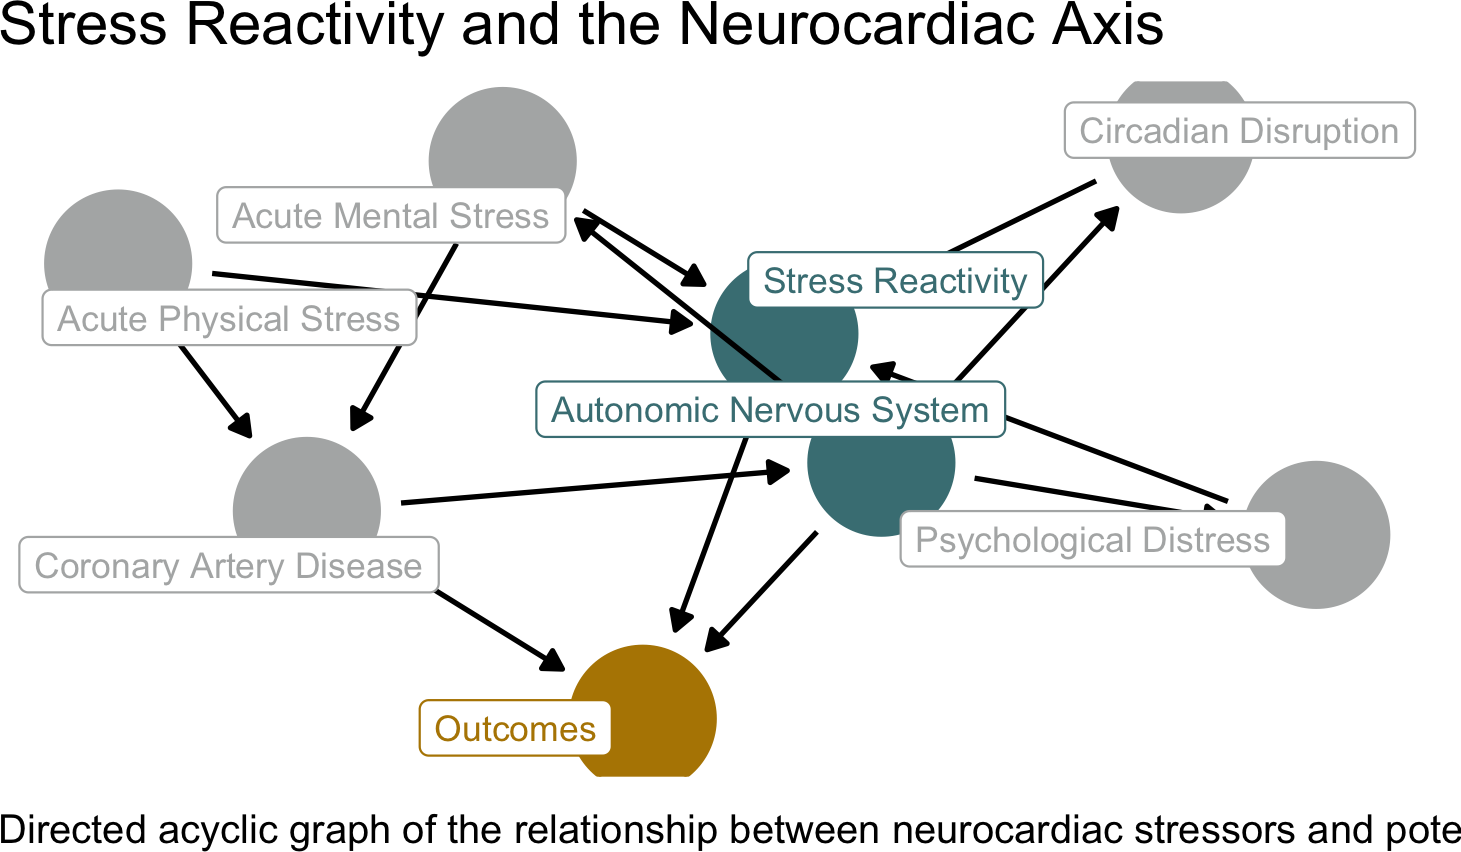 Stress Reactivity and the Neurocardiac Axis
Circadian Disruption
Acute Mental Stress
Stress Reactivity
Acute Physical Stress
Autonomic Nervous System
Psychological Distress
Coronary Artery Disease
Outcomes
Directed acyclic graph of the relationship between neurocardiac stressors and pote